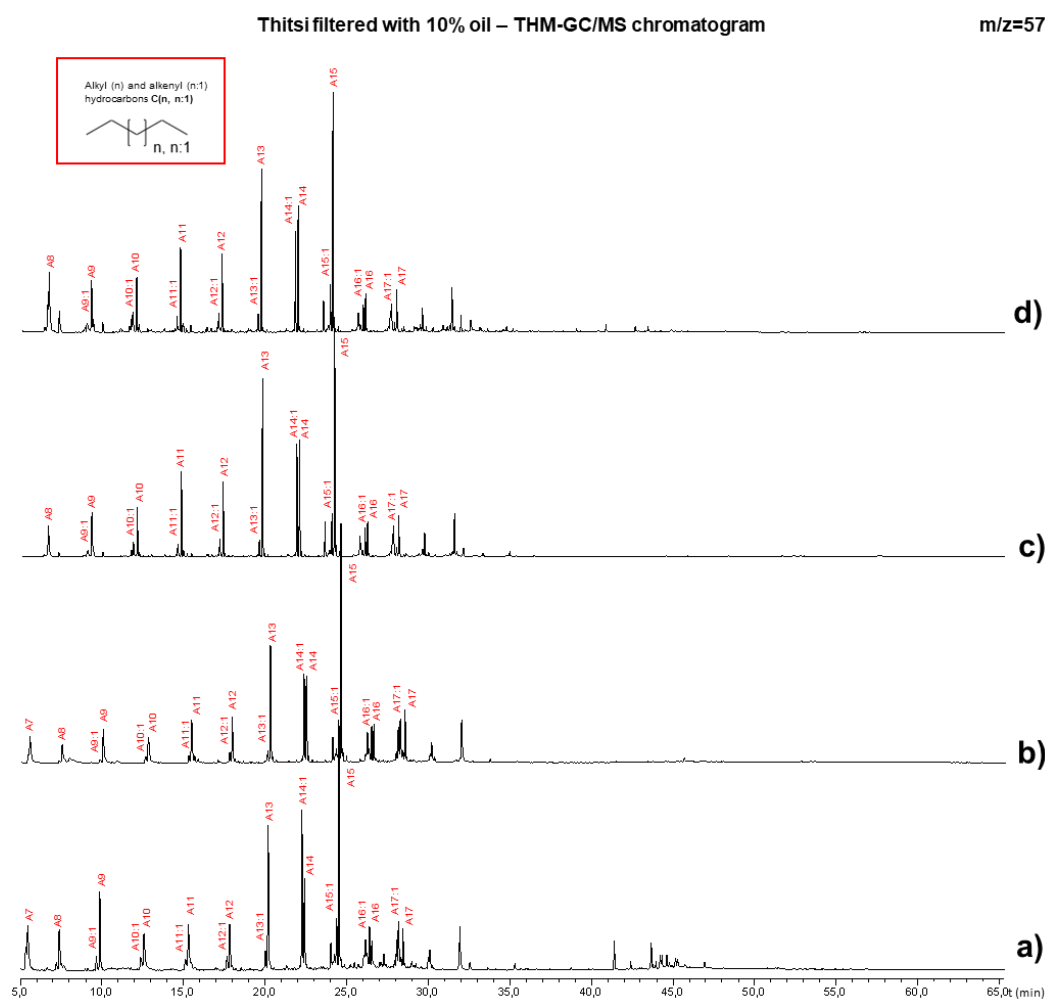 Thitsi filtered with 10% oil – THM-GC/MS chromatogram
m/z=57
Alkyl (n) and alkenyl (n:1)
hydrocarbons C(n, n:1)
n, n:1
A8
A9:1
A9
A10:1
A10
A11:1
A11
A12:1
A12
A13:1
A13
A14:1
A14
A15:1
A15
A16:1
A16
A17:1
A17
d)
A8
A9:1
A9
A10:1
A10
A11:1
A11
A12:1
A12
A13:1
A13
A14:1
A14
A15:1
A15
A16:1
A16
A17:1
A17
c)
A7
A8
A9:1
A9
A10:1
A10
A11:1
A11
A12:1
A12
A13:1
A13
A14:1
A14
A15:1
A15
A16:1
A16
A17:1
A17
b)
A7
A8
A9:1
A9
A10:1
A10
A11:1
A11
A12:1
A12
A13:1
A13
A14:1
A14
A15:1
A15
A16:1
A16
A17:1
A17
a)
5,0 10,0 15,0 20,0 25,0 30,0 35,0 40,0 45,0 50,0 55,0 60,0 65,0 t (min)